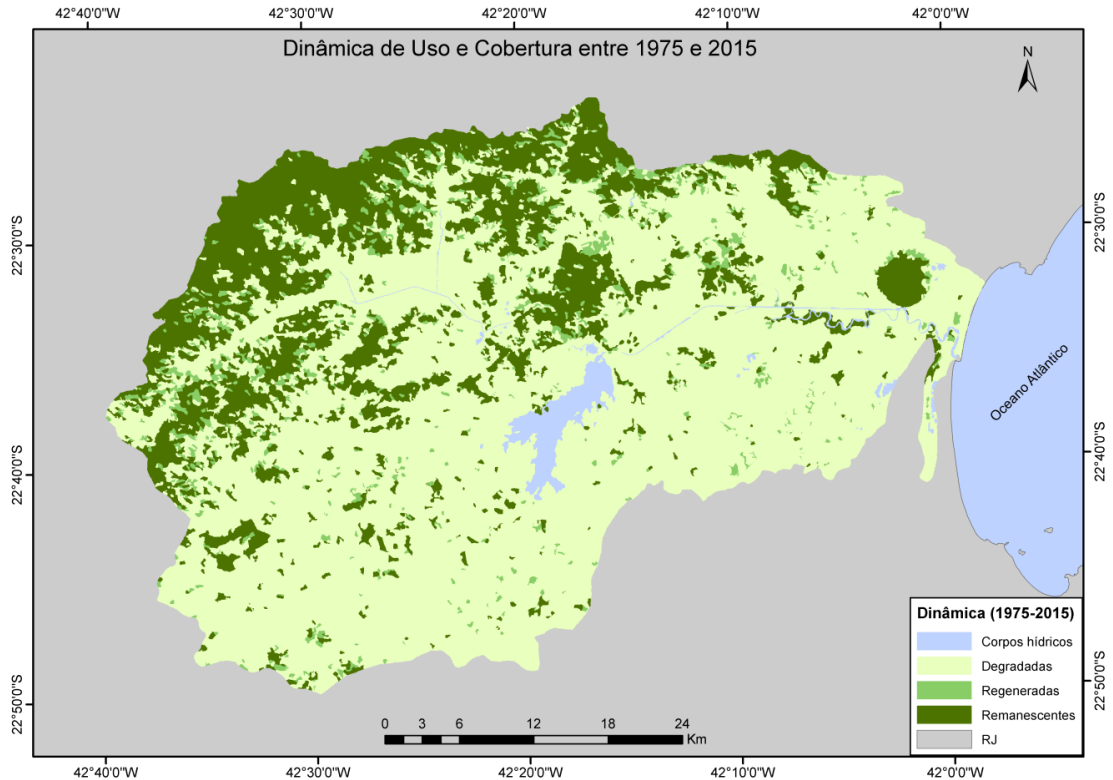 42°40'0"W 42°30'0"W 42°20'0"W 42°10'0"W 42°0'0"W
Dinâmica de Uso e Cobertura entre 1975 e 2015
N
22°30'0"S
22°30'0"S
Oceano Atlântico
22°40'0"S
22°40'0"S
Dinâmica (1975-2015)
Corpos hídricos
Degradadas
Regeneradas
Remanescentes
RJ
22°50'0"S
22°50'0"S
0 3 6 12 18 24
Km
42°40'0"W 42°30'0"W 42°20'0"W 42°10'0"W 42°0'0"W